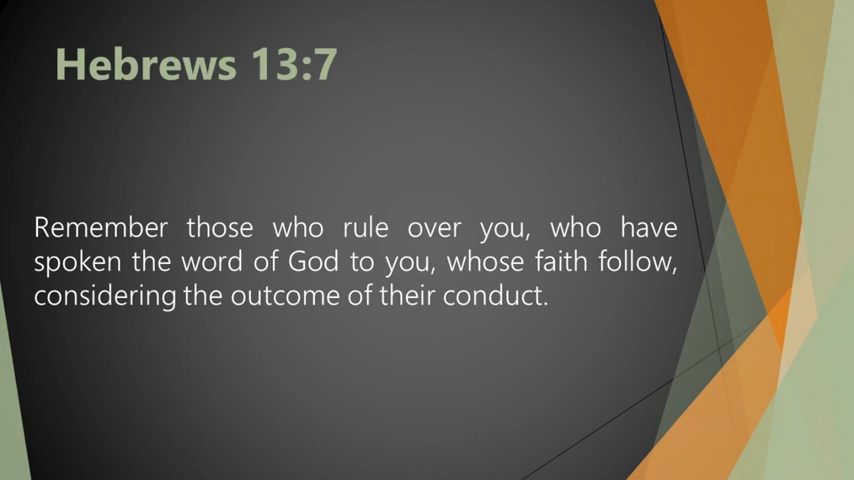 Hebrews 13:7
Remember those who rule over you, who have
spoken the word of God to you, whose faith follow,
considering the outcome of their conduct.